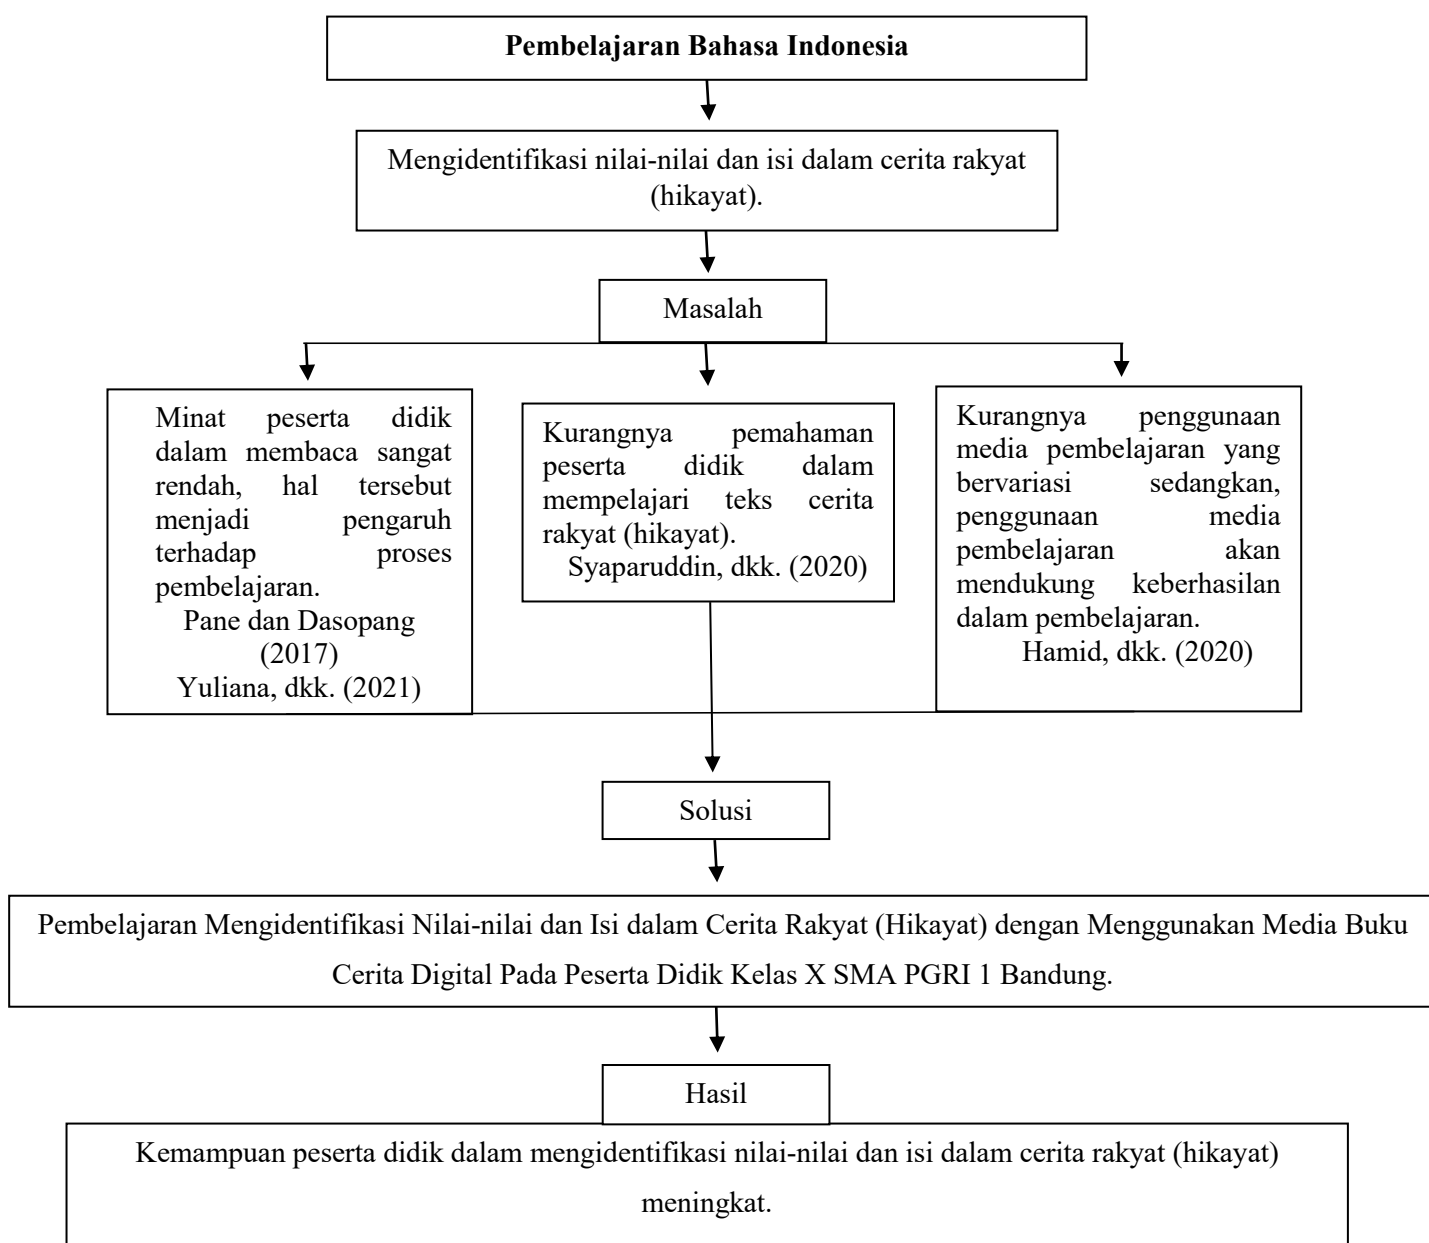 Pembelajaran Bahasa Indonesia
Mengidentifikasi nilai-nilai dan isi dalam cerita rakyat
(hikayat).
Masalah
Minat peserta didik
dalam membaca sangat
rendah, hal tersebut
menjadi pengaruh
terhadap proses
pembelajaran.
Pane dan Dasopang
(2017)
Yuliana, dkk. (2021)
Kurangnya pemahaman
peserta didik dalam
mempelajari teks cerita
rakyat (hikayat).
Syaparuddin, dkk. (2020)
Kurangnya penggunaan
media pembelajaran yang
bervariasi sedangkan,
penggunaan media
pembelajaran akan
mendukung keberhasilan
dalam pembelajaran.
Hamid, dkk. (2020)
Solusi
Pembelajaran Mengidentifikasi Nilai-nilai dan Isi dalam Cerita Rakyat (Hikayat) dengan Menggunakan Media Buku
Cerita Digital Pada Peserta Didik Kelas X SMA PGRI 1 Bandung.
Hasil
Kemampuan peserta didik dalam mengidentifikasi nilai-nilai dan isi dalam cerita rakyat (hikayat)
meningkat.